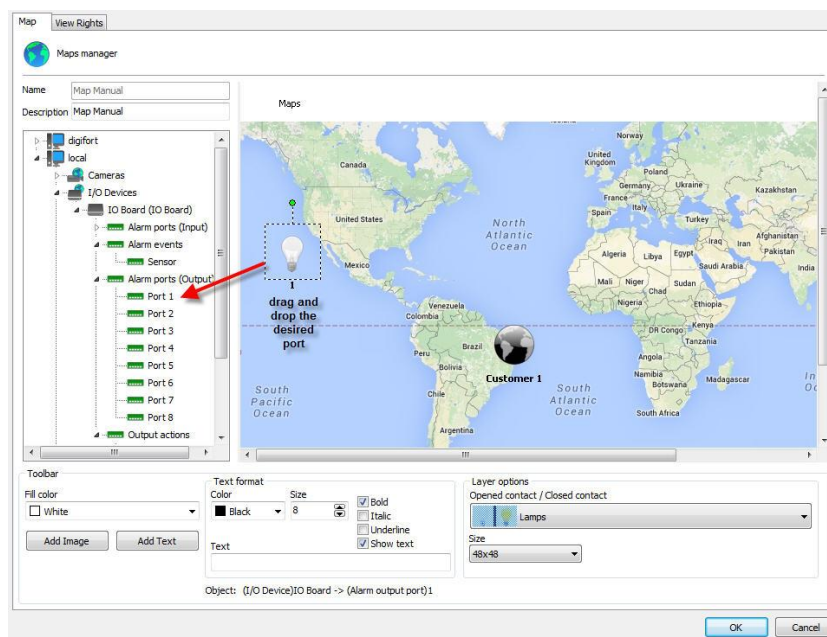 Map
View Rights
Maps manager
Name
Map Manual
Description
Map Manual
digifort
local
Cameras
I/O Devices
IO Board (IO Board)
Alarm ports (Input)
Alarm events
Sensor
Alarm ports (Output)
Port 1
Port 2
Port 3
Port 4
Port 5
Port 6
Port 7
Port 8
Output actions
Maps
Canada
United States
Mexico
North
Atlantic
Ocean
Venezuela
Colombia
Peru
Brazil
Bolivia
Chile
Argentina
South
Pacific
Ocean
South
Atlantic
Ocean
Norway
United
Kingdom
Poland
Germany
Ukraine
France
Italy
Spain
Turkey
Kazakhstan
Afghanistan
Iraq
Iran
Pakistan
Algeria
Libya
Egypt
Saudi Arabia
India
Mali
Niger
Chad
Sudan
Nigeria
Ethiopia
DR Congo
Kenya
Tanzania
Angola
Namibia
Botswana
Madagascar
South Africa
1
drag and
drop the
desired
port
Customer 1
Toolbar
Fill color
White
Add Image
Add Text
Text format
Color
Size
Black
8
Bold
Italic
Underline
Show text
Text
Layer options
Opened contact / Closed contact
Lamps
Size
48x48
Object: (I/O Device)IO Board -> (Alarm output port)1
OK
Cancel